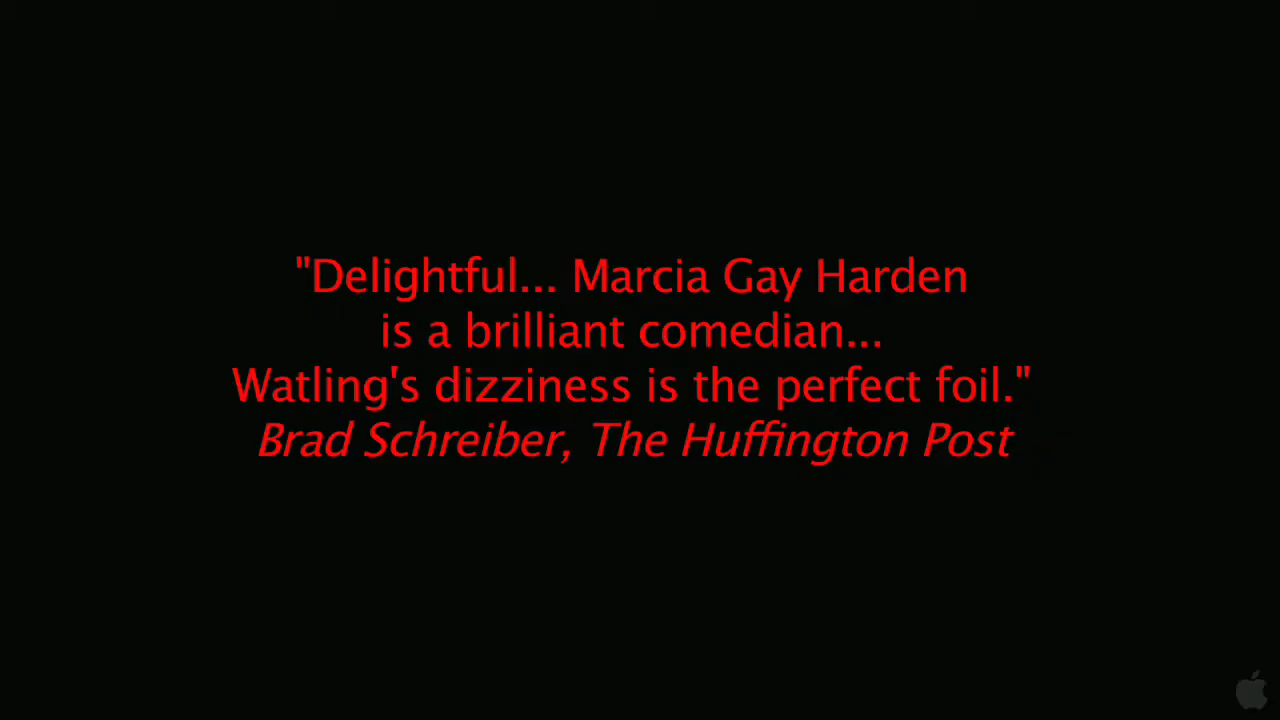 "Delightful... Marcia Gay Harden
is a brilliant comedian...
Watling's dizziness is the perfect foil."
Brad Schreiber, The Huffington Post